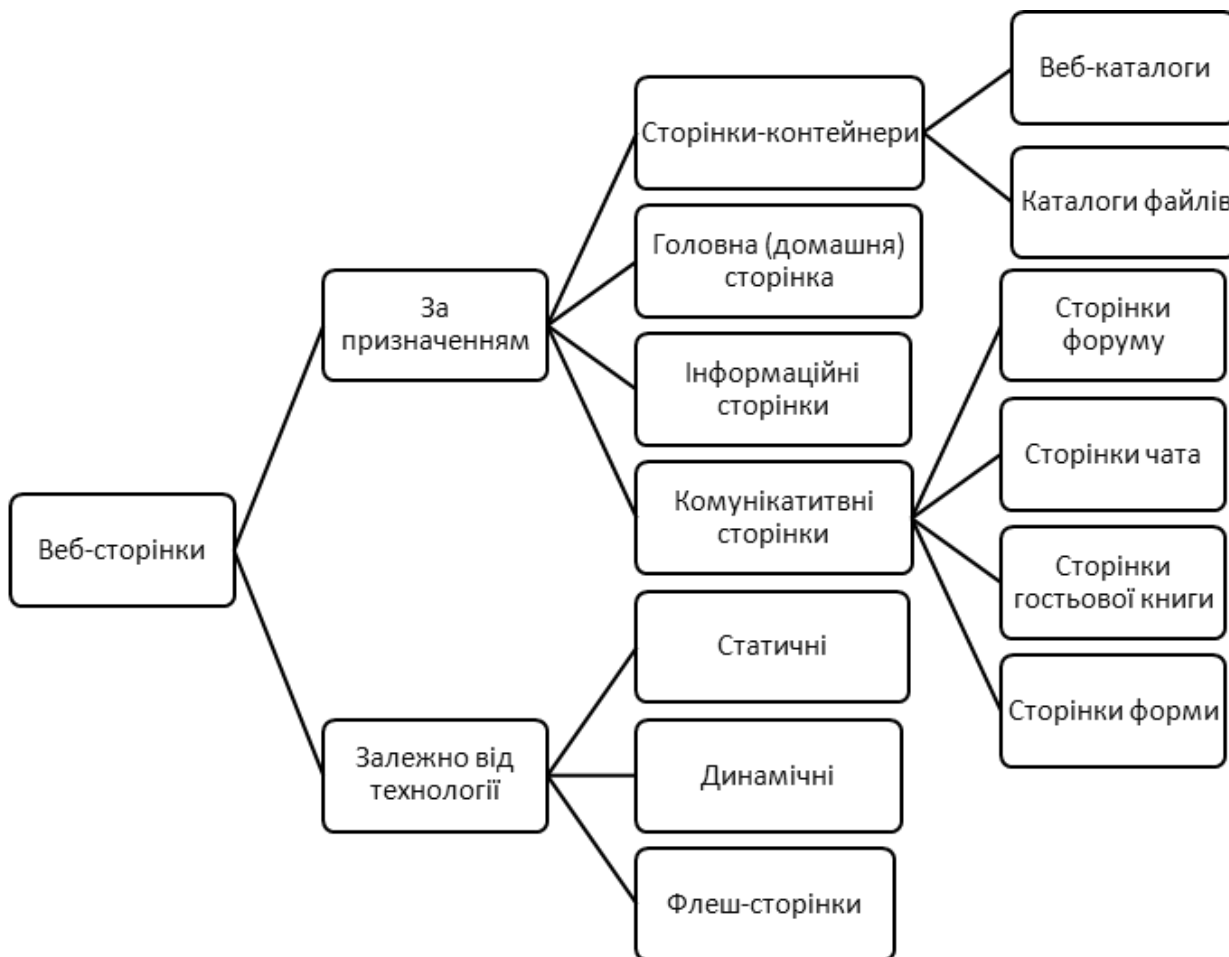 Веб-сторінки
За
призначенням
Сторінки-контейнери
Веб-каталоги
Каталоги файлів
Головна (домашня)
сторінка
Інформаційні
сторінки
Комунікатитвні
сторінки
Сторінки
форуму
Сторінки чата
Сторінки
гостьової книги
Сторінки форми
Залежно від
технології
Статичні
Динамічні
Флеш-сторінки